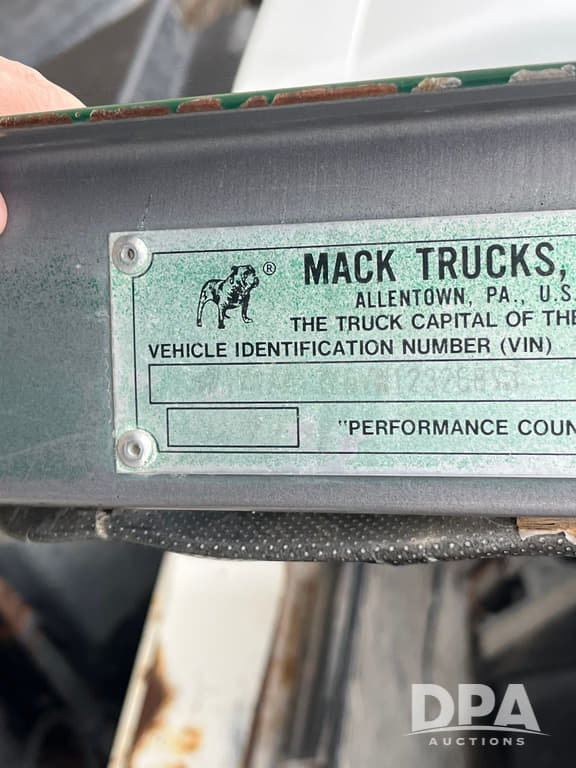 ®
MACK TRUCKS,
ALLENTOWN, PA., U.S.
THE TRUCK CAPITAL OF THE
VEHICLE IDENTIFICATION NUMBER (VIN)
"PERFORMANCE COUN
DPA
AUCTIONS